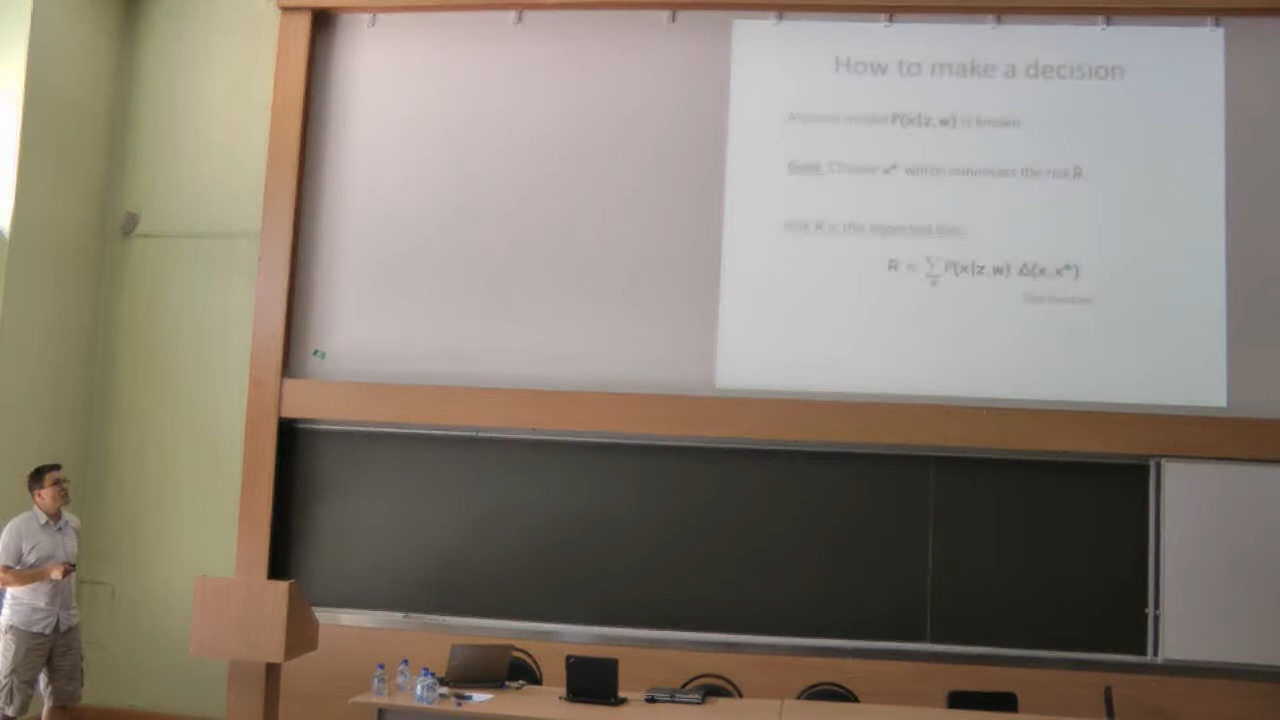 How to make a decision
Assume model P(x|z,w) is known
Goal: Choose x* which minimizes the risk R
Risk R is the expected loss:
R = ∑ P(x|z,w) Δ(x,x*)
x